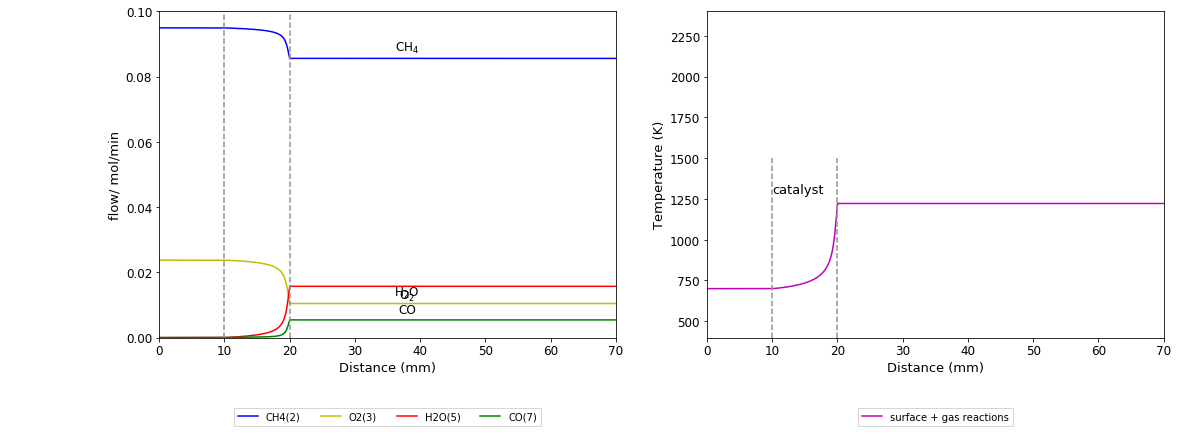 0.10
0.08
0.06
0.04
0.02
0.00
flow/ mol/min
CH₄
H₂O
O₂
CO
0 10 20 30 40 50 60 70
Distance (mm)
CH4(2) O2(3) H2O(5) CO(7)
2250
2000
1750
1500
1250
1000
750
500
Temperature (K)
catalyst
0 10 20 30 40 50 60 70
Distance (mm)
surface + gas reactions